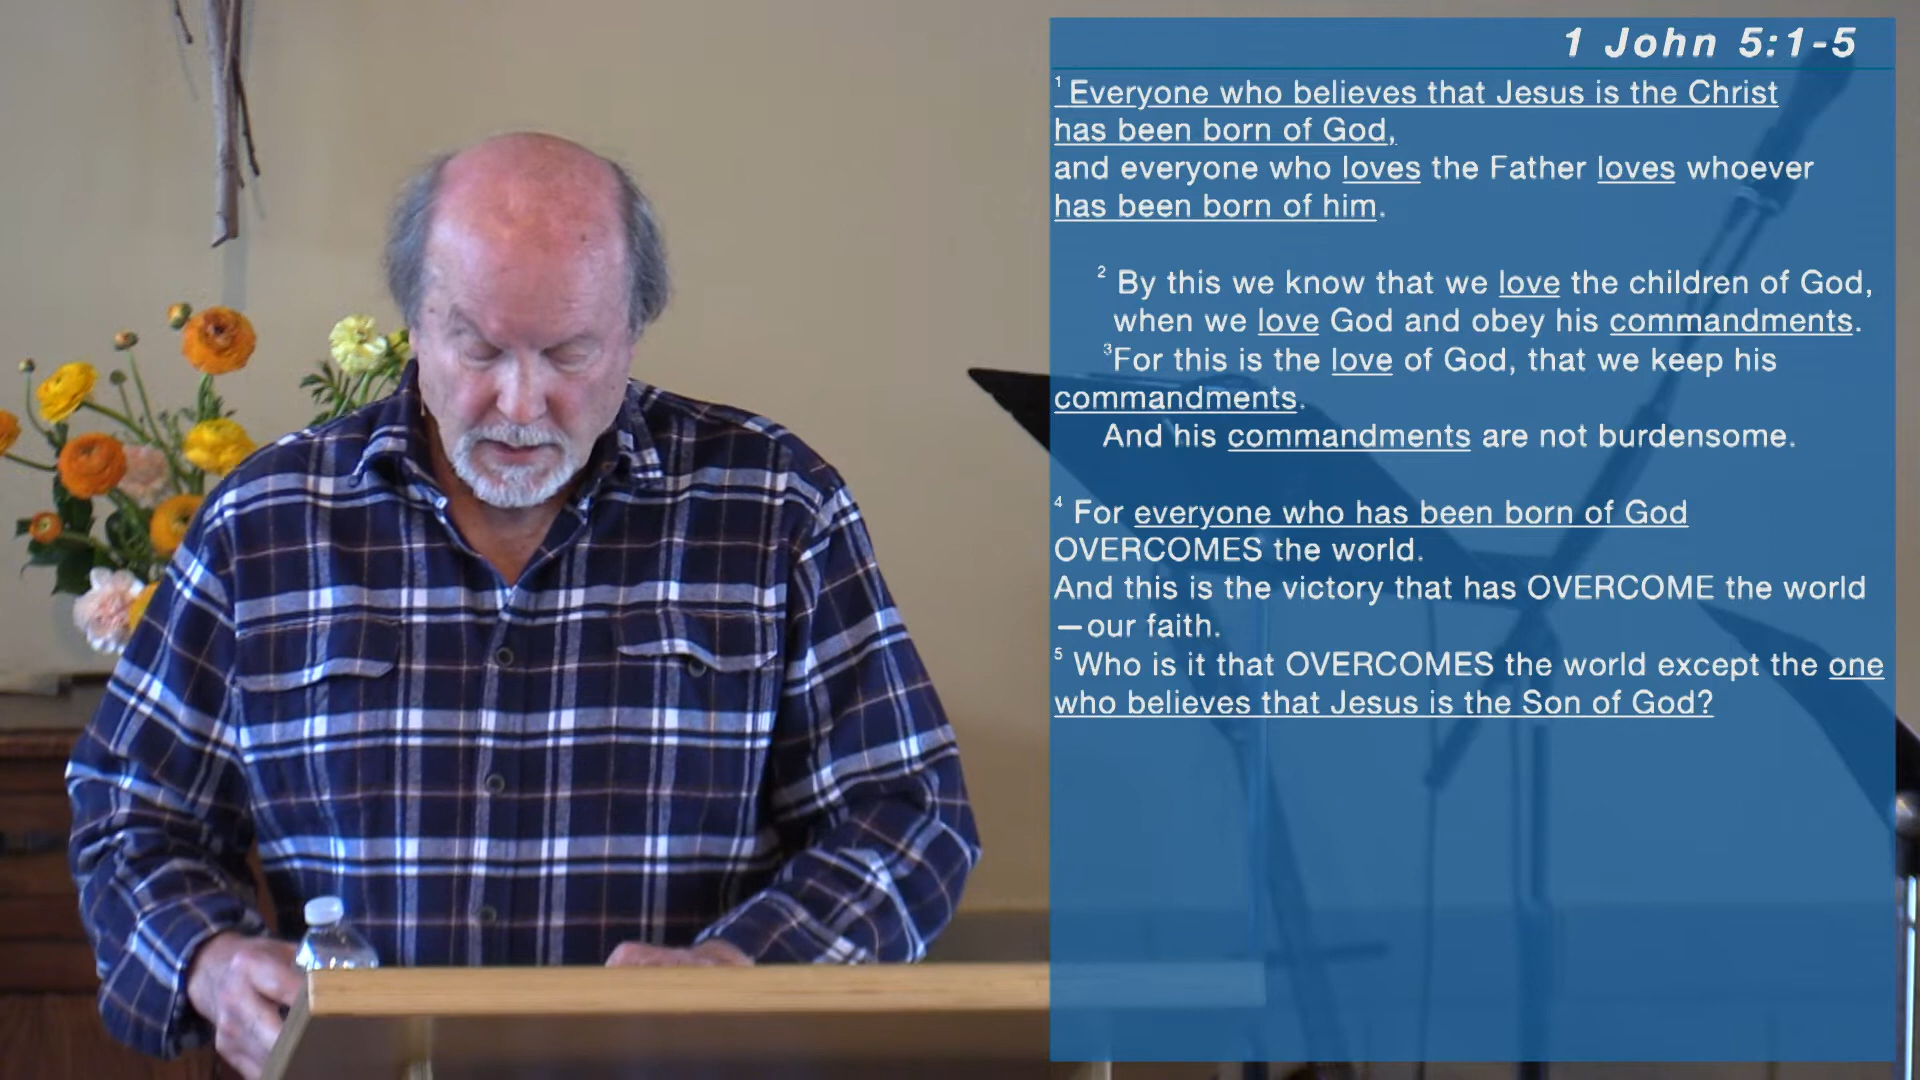 1 John 5:1-5
¹ Everyone who believes that Jesus is the Christ
has been born of God,
and everyone who loves the Father loves whoever
has been born of him.
² By this we know that we love the children of God,
when we love God and obey his commandments.
³For this is the love of God, that we keep his
commandments.
And his commandments are not burdensome.
⁴ For everyone who has been born of God
OVERCOMES the world.
And this is the victory that has OVERCOME the world
—our faith.
⁵ Who is it that OVERCOMES the world except the one
who believes that Jesus is the Son of God?